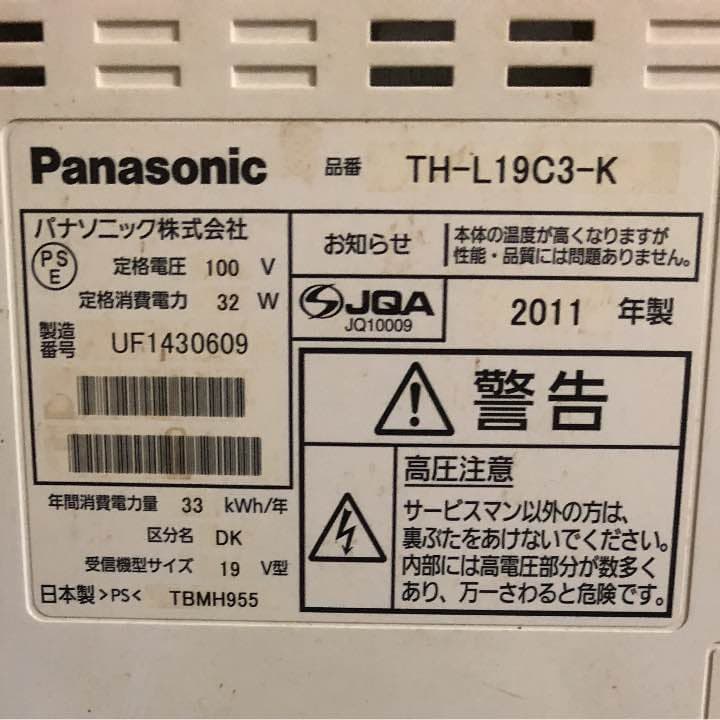 Panasonic 品番 TH-L19C3-K
パナソニック株式会社
PS
E
定格電圧 100 V
定格消費電力 32 W
製造
番号 UF1430609
年間消費電力量 33 kWh/年
区分名 DK
受信機型サイズ 19 V型
日本製 >PS< TBMH955
お知らせ
本体の温度が高くなりますが
性能・品質には問題ありません。
JQA
JQ10009
2011 年製
警告
高圧注意
サービスマン以外の方は、
裏ぶたをあけないでください。
内部には高電圧部分が数多く
あり、万一さわると危険です。